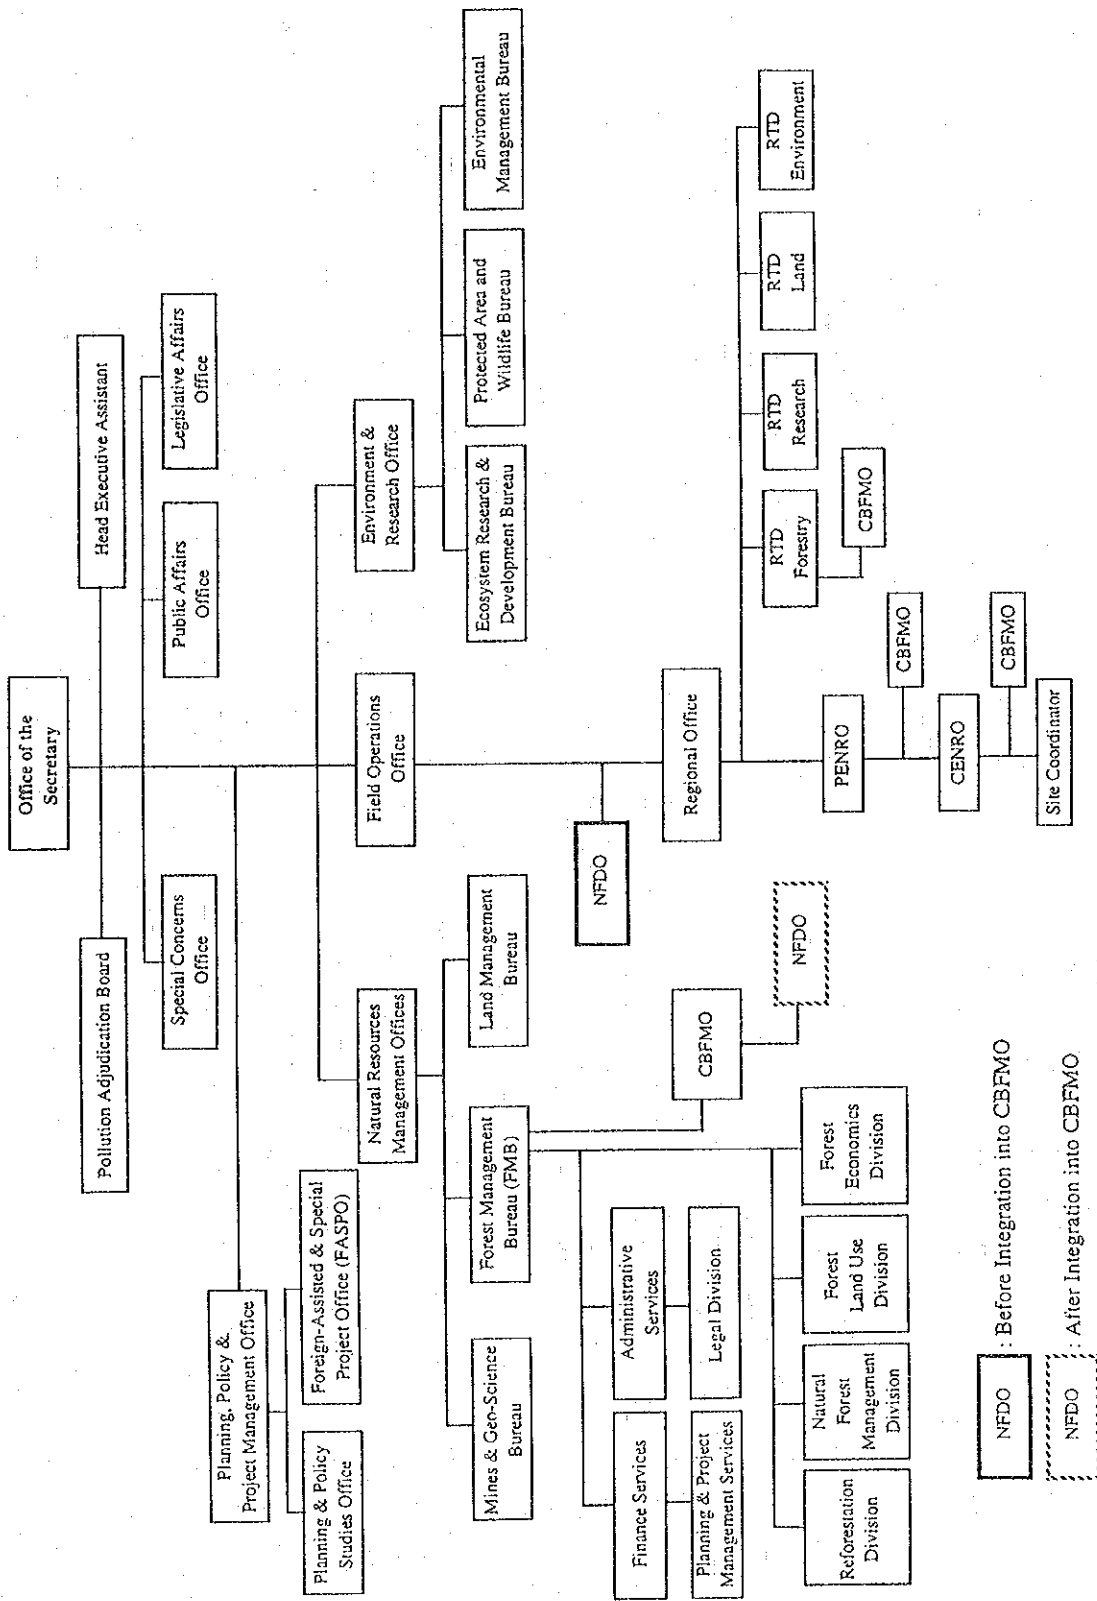 Office of the
Secretary
Pollution Adjudication Board
Head Executive Assistant
Special Concerns
Office
Public Affairs
Office
Legislative Affairs
Office
Planning, Policy &
Project Management Office
Planning & Policy
Studies Office
Foreign-Assisted & Special
Project Office (FASPO)
Natural Resources
Management Offices
Field Operations
Office
Environment &
Research Office
Mines & Geo-Science
Bureau
Forest Management
Bureau (FMB)
Land Management
Bureau
Ecosystem Research &
Development Bureau
Protected Area and
Wildlife Bureau
Environmental
Management Bureau
NFDO
Finance Services
Administrative
Services
Planning & Project
Management Services
Legal Division
CBFMO
NFDO
Regional Office
Reforestation
Division
Natural
Forest
Management
Division
Forest
Land Use
Division
Forest
Economics
Division
RTD
Forestry
RTD
Research
RTD
Land
RTD
Environment
CBFMO
PENRO
CBFMO
CENRO
CBFMO
Site Coordinator
NFDO : Before Integration into CBFMO
NFDO : After Integration into CBFMO